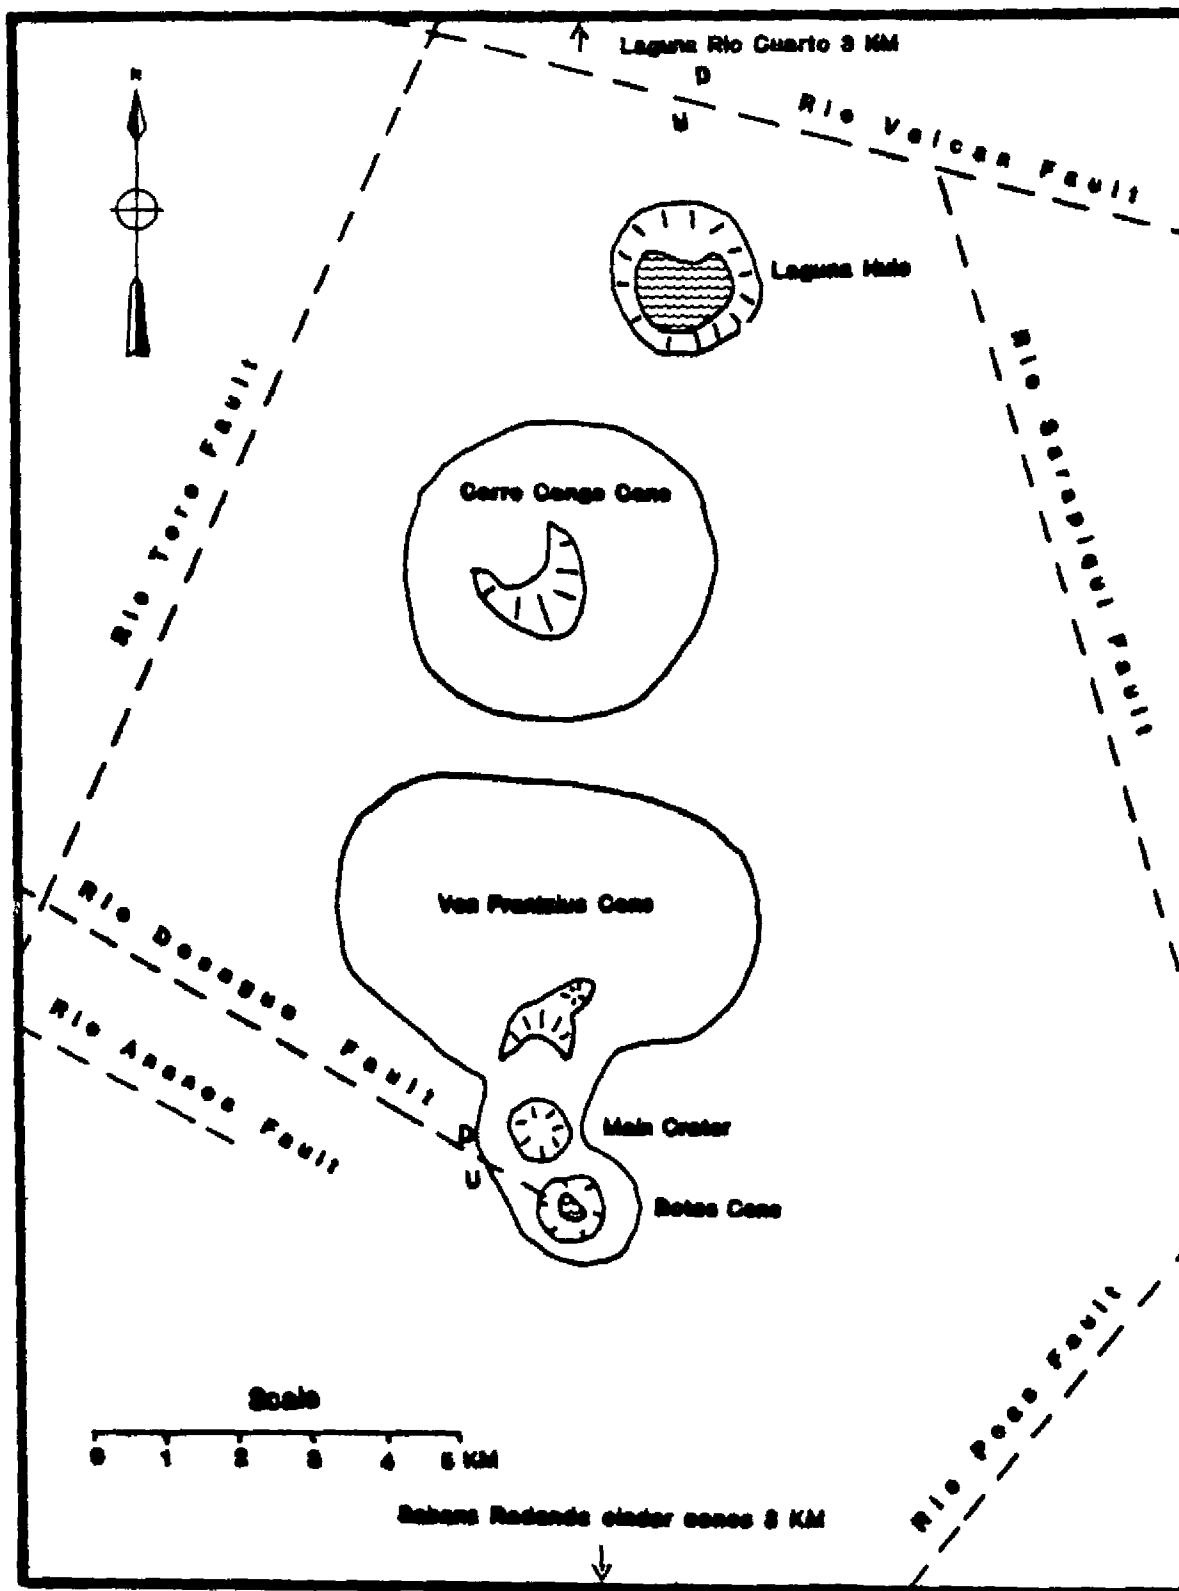 N
Laguna Rio Cuarto 3 KM
D
U
Rio Volcan Fault
Laguna Hule
Rio Toro Fault
Rio Sarapiqui Fault
Cerro Congo Cone
Von Frantzius Cone
Rio Desague Fault
Rio Anonos Fault
D
U
Main Crater
Botos Cone
Rio Poas Fault
Scale
0 1 2 3 4 5 KM
Sabana Redonda cinder cones
KM